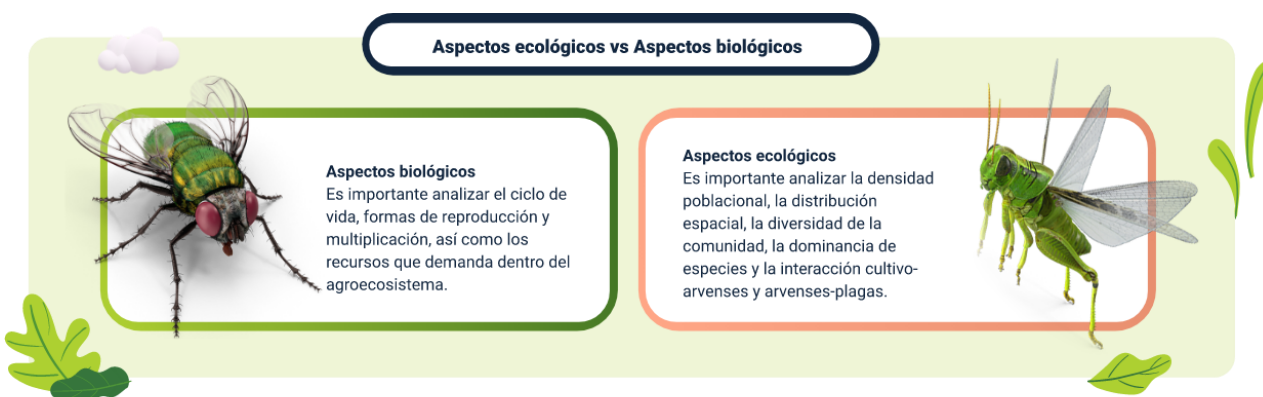 Aspectos ecológicos vs Aspectos biológicos
Aspectos biológicos
Es importante analizar el ciclo de
vida, formas de reproducción y
multiplicación, así como los
recursos que demanda dentro del
agroecosistema.
Aspectos ecológicos
Es importante analizar la densidad
poblacional, la distribución
espacial, la diversidad de la
comunidad, la dominancia de
especies y la interacción cultivo-
arvenses y arvenses-plagas.